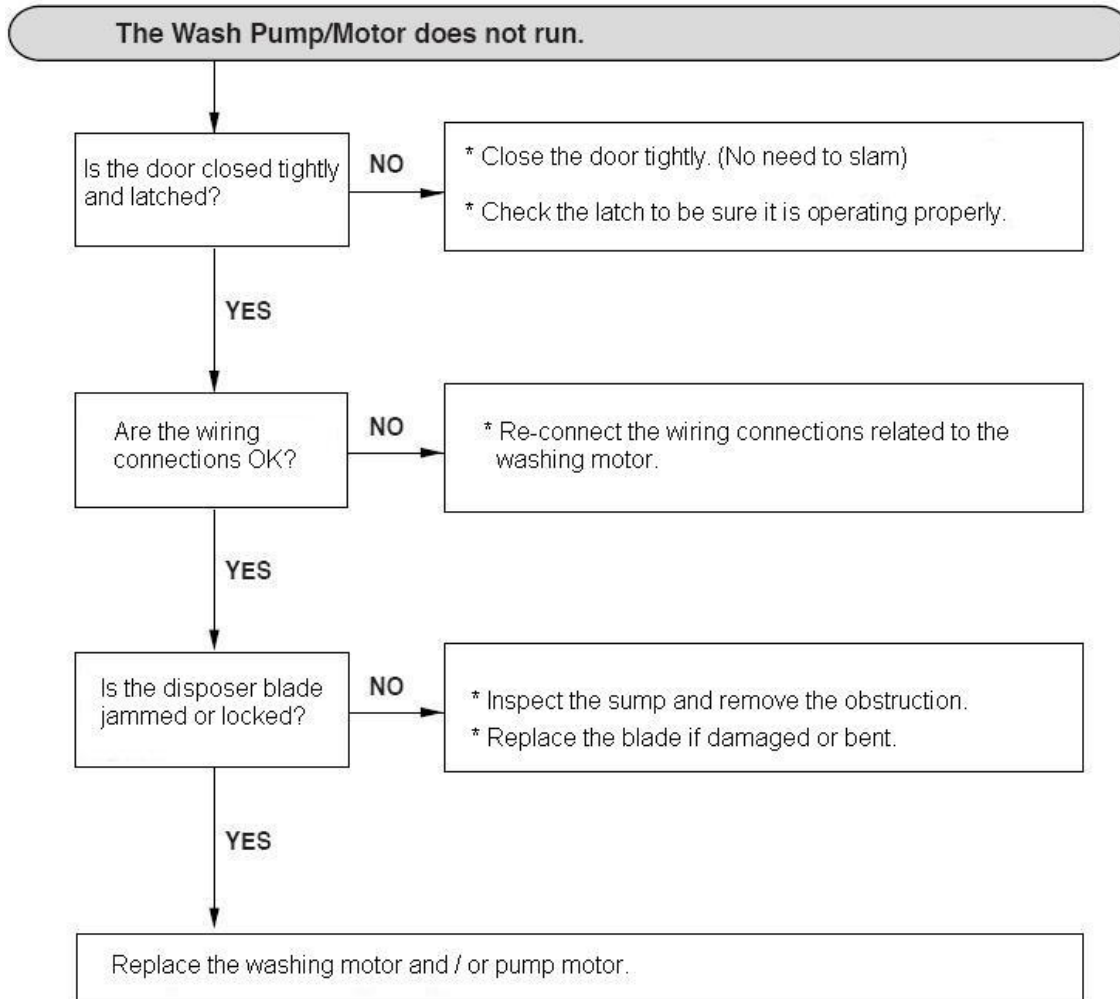 The Wash Pump/Motor does not run.
Is the door closed tightly
and latched?
NO
* Close the door tightly. (No need to slam)
* Check the latch to be sure it is operating properly.
YES
Are the wiring
connections OK?
NO
* Re-connect the wiring connections related to the
washing motor.
YES
Is the disposer blade
jammed or locked?
NO
* Inspect the sump and remove the obstruction.
* Replace the blade if damaged or bent.
YES
Replace the washing motor and / or pump motor.